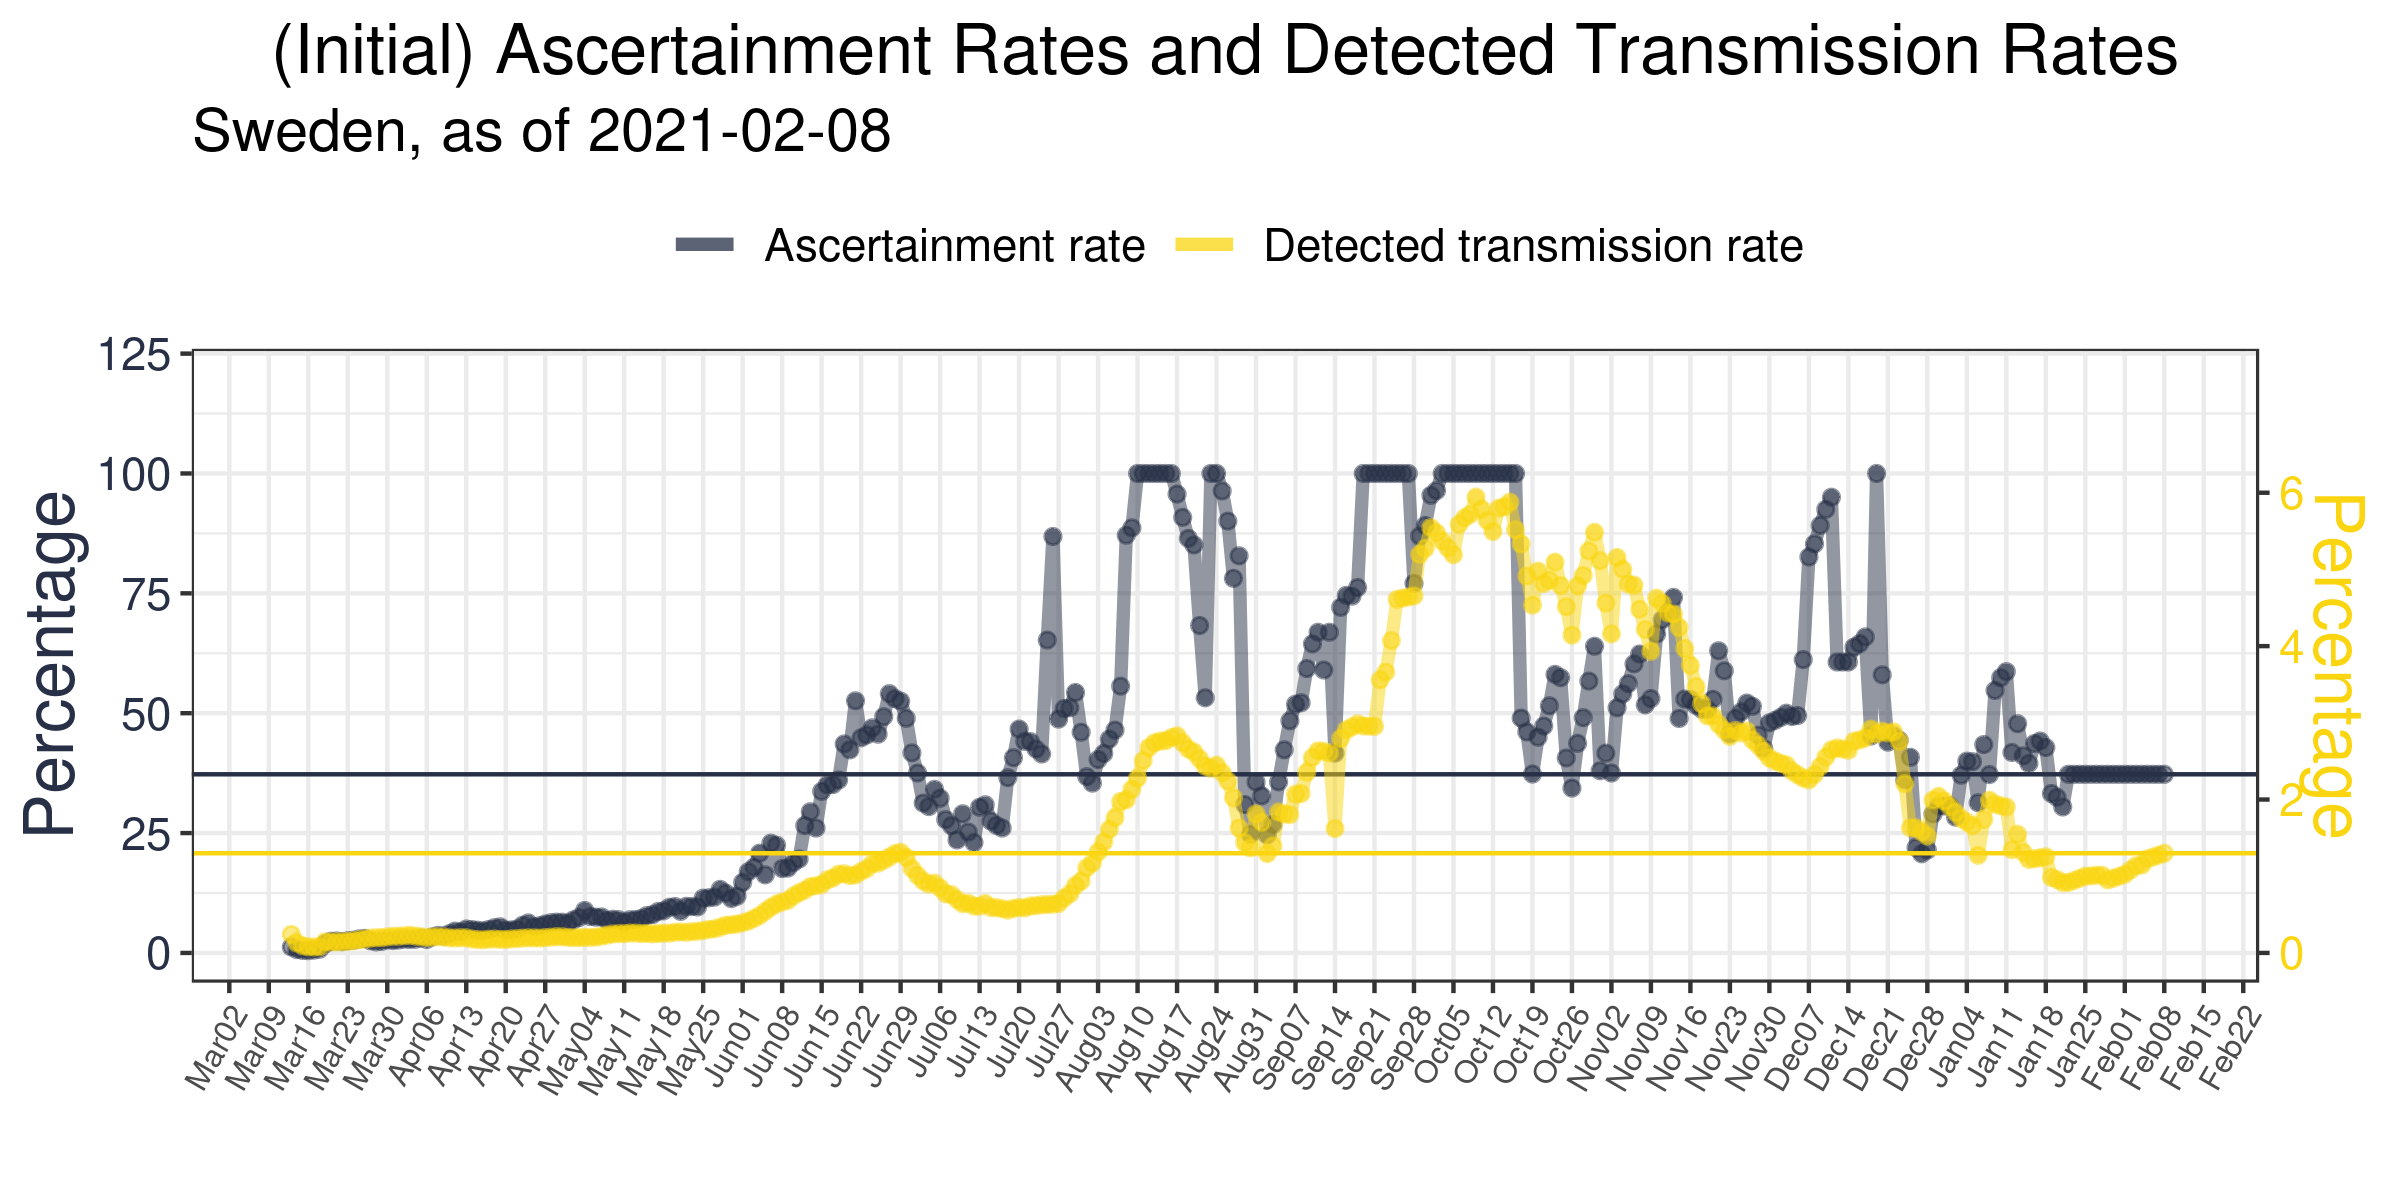 (Initial) Ascertainment Rates and Detected Transmission Rates
Sweden, as of 2021-02-08
Ascertainment rate
Detected transmission rate
Percentage
125
100
75
50
25
0
6
4
2
0
Percentage
Mar02
Mar09
Mar16
Mar23
Mar30
Apr06
Apr13
Apr20
Apr27
May04
May11
May18
May25
Jun01
Jun08
Jun15
Jun22
Jun29
Jul06
Jul13
Jul20
Jul27
Aug03
Aug10
Aug17
Aug24
Aug31
Sep07
Sep14
Sep21
Sep28
Oct05
Oct12
Oct19
Oct26
Nov02
Nov09
Nov16
Nov23
Nov30
Dec07
Dec14
Dec21
Dec28
Jan04
Jan11
Jan18
Jan25
Feb01
Feb08
Feb15
Feb22